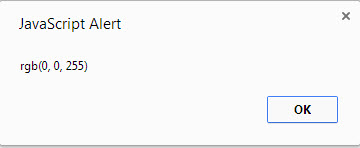 JavaScript Alert
rgb(0, 0, 255)
OK